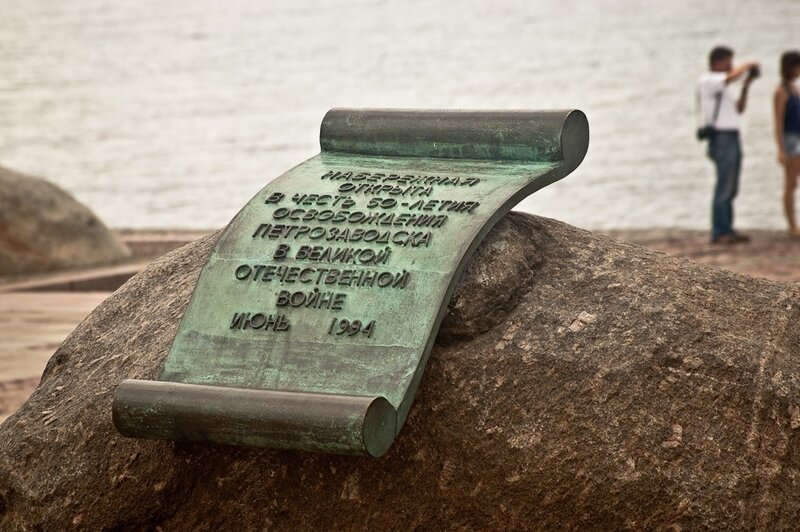 НАБЕРЕЖНАЯ
ОТКРЫТА
В ЧЕСТЬ 50-ЛЕТИЯ
ОСВОБОЖДЕНИЯ
ПЕТРОЗАВОДСКА
В ВЕЛИКОЙ
ОТЕЧЕСТВЕННОЙ
ВОЙНЕ
ИЮНЬ 1994